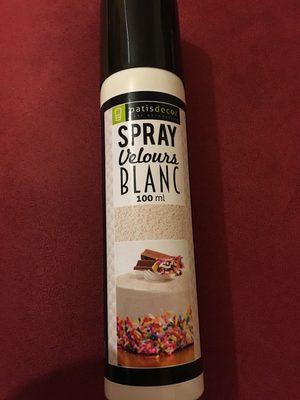 patisdecor
SPRAY
Velours
BLANC
100 ml